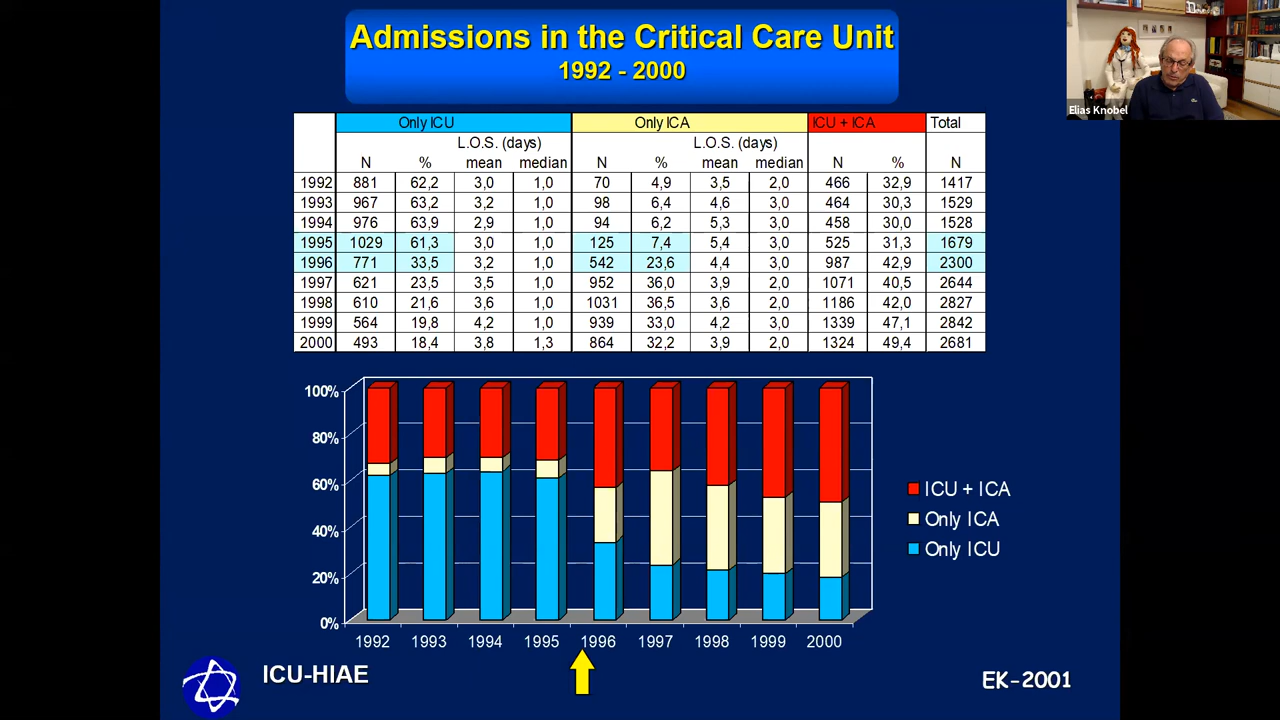 Admissions in the Critical Care Unit
1992 - 2000
Elias Knobel
Only ICU Only ICA ICU + ICA Total
L.O.S. (days) L.O.S. (days)
N % mean median N % mean median N % N
1992 881 62,2 3,0 1,0 70 4,9 3,5 2,0 466 32,9 1417
1993 967 63,2 3,2 1,0 98 6,4 4,6 3,0 464 30,3 1529
1994 976 63,9 2,9 1,0 94 6,2 5,3 3,0 458 30,0 1528
1995 1029 61,3 3,0 1,0 125 7,4 5,4 3,0 525 31,3 1679
1996 771 33,5 3,2 1,0 542 23,6 4,4 3,0 987 42,9 2300
1997 621 23,5 3,5 1,0 952 36,0 3,9 2,0 1071 40,5 2644
1998 610 21,6 3,6 1,0 1031 36,5 3,6 2,0 1186 42,0 2827
1999 564 19,8 4,2 1,0 939 33,0 4,2 3,0 1339 47,1 2842
2000 493 18,4 3,8 1,3 864 32,2 3,9 2,0 1324 49,4 2681
100%
80%
60%
40%
20%
0%
1992 1993 1994 1995 1996 1997 1998 1999 2000
ICU + ICA
Only ICA
Only ICU
ICU-HIAE
EK-2001